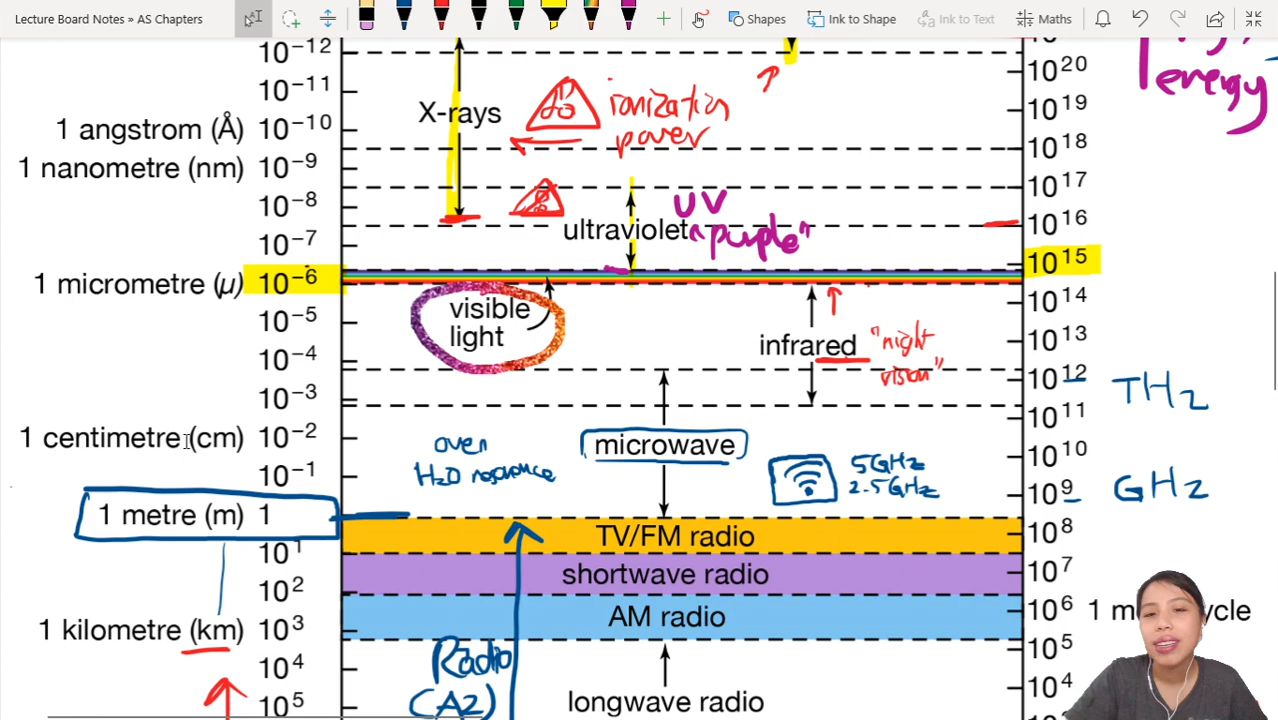 Lecture Board Notes » AS Chapters
Shapes
Ink to Shape
Ink to Text
Maths
10⁻¹²
10⁻¹¹
1 angstrom (Å) 10⁻¹⁰
1 nanometre (nm) 10⁻⁹
10⁻⁸
10⁻⁷
1 micrometre (μ) 10⁻⁶
10⁻⁵
10⁻⁴
10⁻³
1 centimetre (cm) 10⁻²
10⁻¹
1 metre (m) 1
10¹
10²
1 kilometre (km) 10³
10⁴
10⁵
X-rays
ionization
power
UV
ultraviolet
"purple"
visible
light
infrared
"night
vision"
microwave
oven
H₂O resonance
5GHz
2.5GHz
TV/FM radio
shortwave radio
AM radio
Radio
(A2)
longwave radio
energy
10²⁰
10¹⁹
10¹⁸
10¹⁷
10¹⁶
10¹⁵
10¹⁴
10¹³
10¹² THz
10¹¹
10¹⁰
10⁹ GHz
10⁸
10⁷
10⁶
10⁵
10⁴